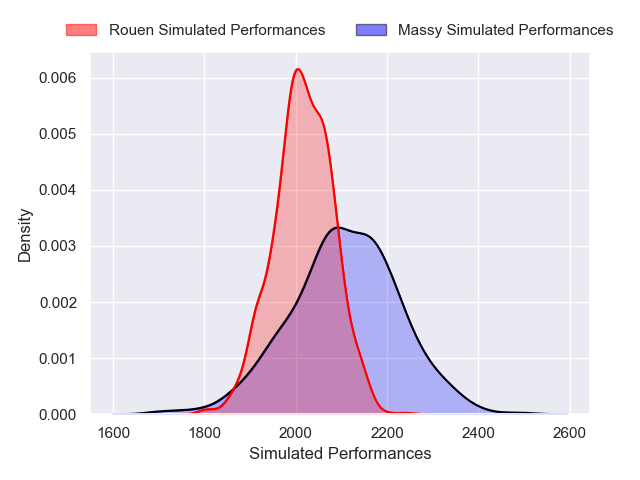 Rouen Simulated Performances Massy Simulated Performances
0.006
0.005
0.004
0.003
0.002
0.001
0.000
Density
1600 1800 2000 2200 2400 2600
Simulated Performances